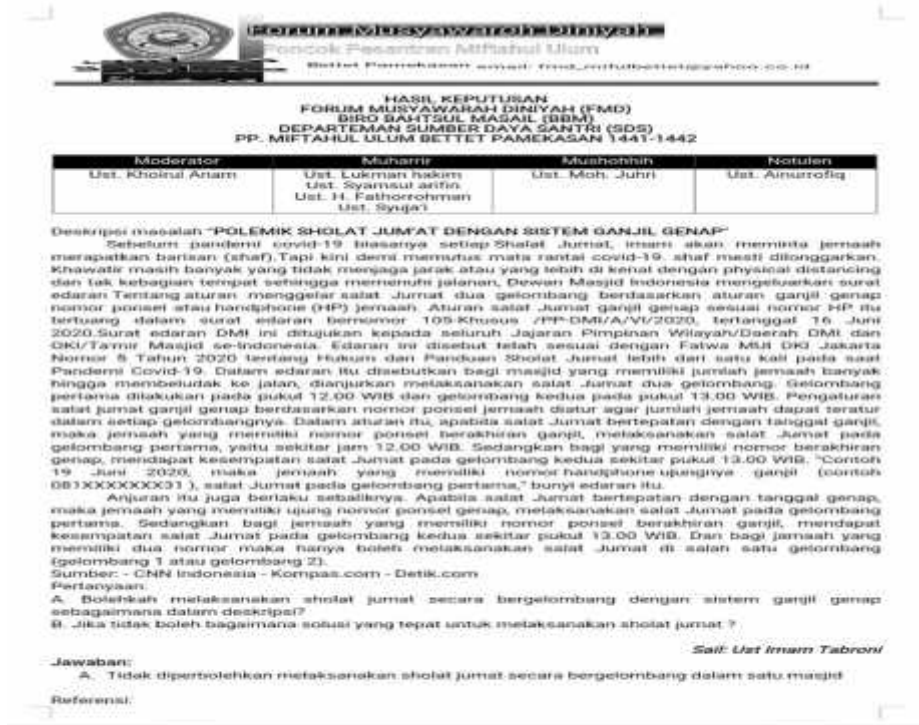 Forum Musyawaroh Diniyah
Pondok Pesantren Miftahul Ulum
Bettet Pamekasan email: fmd_mifulbettet@yahoo.co.id
HASIL KEPUTUSAN
FORUM MUSYAWARAH DINIYAH (FMD)
BIRO BAHTSUL MASAIL (BBM)
DEPARTEMAN SUMBER DAYA SANTRI (SDS)
PP. MIFTAHUL ULUM BETTET PAMEKASAN 1441-1442
Moderator Muharrir Mushohhih Notulen
Ust. Khoirul Anam Ust. Lukman hakim Ust. Moh. Juhri Ust. Ainurrofiq
Ust. Syamsul arifin
Ust. H. Fathorrohman
Ust. Syuja'i
Deskripsi masalah "POLEMIK SHOLAT JUM'AT DENGAN SISTEM GANJIL GENAP"
Sebelum pandemi covid-19 biasanya setiap Shalat Jumat, imam akan meminta jemaah
merapatkan barisan (shaf).Tapi kini demi memutus mata rantai covid-19. shaf mesti dilonggarkan.
Khawatir masih banyak yang tidak menjaga jarak atau yang lebih di kenal dengan physical distancing
dan tak kebagian tempat sehingga memenuhi jalanan, Dewan Masjid Indonesia mengeluarkan surat
edaran Tentang aturan menggelar salat Jumat dua gelombang berdasarkan aturan ganjil genap
nomor ponsel atau handphone (HP) jemaah. Aturan salat Jumat ganjil genap sesuai nomor HP itu
tertuang dalam surat edaran bernomor 105-Khusus /PP-DMI/A/VI/2020, tertanggal 16 Juni
2020.Surat edaran DMI ini ditujukan kepada seluruh Jajaran Pimpinan Wilayah/Daerah DMI dan
DKI/Ta'mir Masjid se-Indonesia. Edaran ini disebut telah sesuai dengan Fatwa MUI DKI Jakarta
Nomor 5 Tahun 2020 tentang Hukum dan Panduan Sholat Jumat lebih dari satu kali pada saat
Pandemi Covid-19. Dalam edaran itu disebutkan bagi masjid yang memiliki jumlah jemaah banyak
hingga membeludak ke jalan, dianjurkan melaksanakan salat Jumat dua gelombang. Gelombang
pertama dilakukan pada pukul 12.00 WIB dan gelombang kedua pada pukul 13.00 WIB. Pengaturan
salat jumat ganjil genap berdasarkan nomor ponsel jemaah diatur agar jumlah jemaah dapat teratur
dalam setiap gelombangnya. Dalam aturan itu, apabila salat Jumat bertepatan dengan tanggal ganjil,
maka jemaah yang memiliki nomor ponsel berakhiran ganjil, melaksanakan salat Jumat pada
gelombang pertama, yaitu sekitar jam 12.00 WIB. Sedangkan bagi yang memiliki nomor berakhiran
genap, mendapat kesempatan salat Jumat pada gelombang kedua sekitar pukul 13.00 WIB. "Contoh
19 Juni 2020, maka jemaah yang memiliki nomor handphone ujungnya ganjil (contoh
081XXXXXXX31 ), salat Jumat pada gelombang pertama," bunyi edaran itu.
Anjuran itu juga berlaku sebaliknya. Apabila salat Jumat bertepatan dengan tanggal genap,
maka jemaah yang memiliki ujung nomor ponsel genap, melaksanakan salat Jumat pada gelombang
pertama. Sedangkan bagi jemaah yang memiliki nomor ponsel berakhiran ganjil, mendapat
kesempatan salat Jumat pada gelombang kedua sekitar pukul 13.00 WIB. Dan bagi jamaah yang
memiliki dua nomor maka hanya boleh melaksanakan salat Jumat di salah satu gelombang
(gelombang 1 atau gelombang 2).
Sumber: - CNN Indonesia - Kompas.com - Detik.com
Pertanyaan.
A. Bolehkah melaksanakan sholat jumat secara bergelombang dengan sistem ganjil genap
sebagaimana dalam deskripsi?
B. Jika tidak boleh bagaimana solusi yang tepat untuk melaksanakan sholat jumat ?
Sail: Ust Imam Tabroni
Jawaban:
A. Tidak diperbolehkan melaksanakan sholat jumat secara bergelombang dalam satu masjid
Referensi: